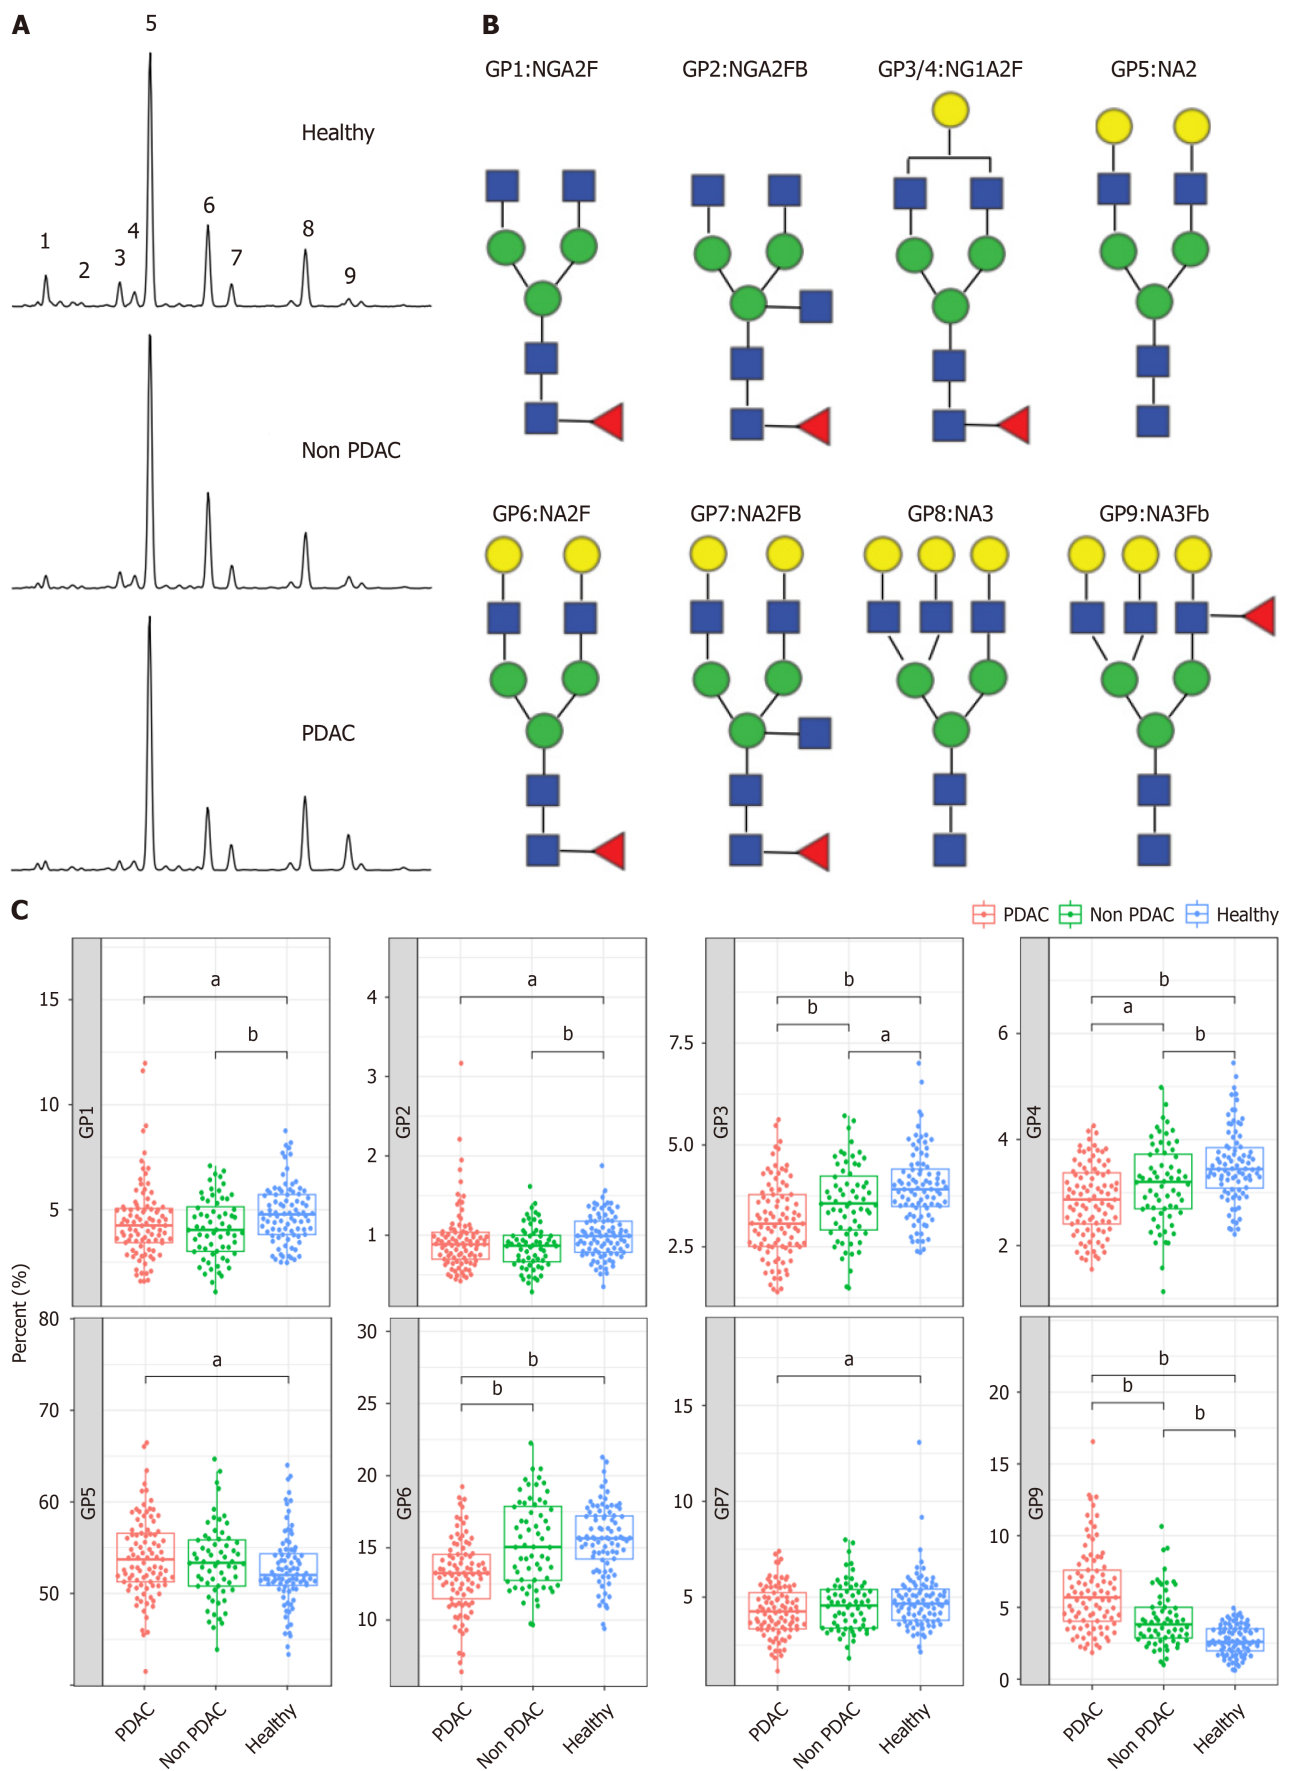 A
5
Healthy
1
2
3
4
6
7
8
9
Non PDAC
PDAC
B
GP1:NGA2F
GP2:NGA2FB
GP3/4:NG1A2F
GP5:NA2
GP6:NA2F
GP7:NA2FB
GP8:NA3
GP9:NA3Fb
C
PDAC
Non PDAC
Healthy
Percent (%)
GP1
15
10
5
a
b
GP2
4
3
2
1
a
b
GP3
7.5
5.0
2.5
b
b
a
GP4
6
4
2
b
a
b
GP5
80
70
60
50
a
PDAC
Non PDAC
Healthy
GP6
30
25
20
15
10
b
b
PDAC
Non PDAC
Healthy
GP7
15
10
5
a
PDAC
Non PDAC
Healthy
GP9
20
15
10
5
0
b
b
b
PDAC
Non PDAC
Healthy